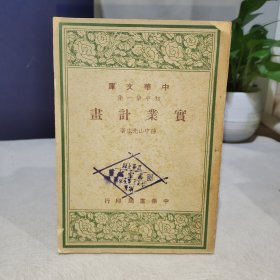 庫文華中
集一第中初
畫計業實
著生先山中孫
行印局書華中